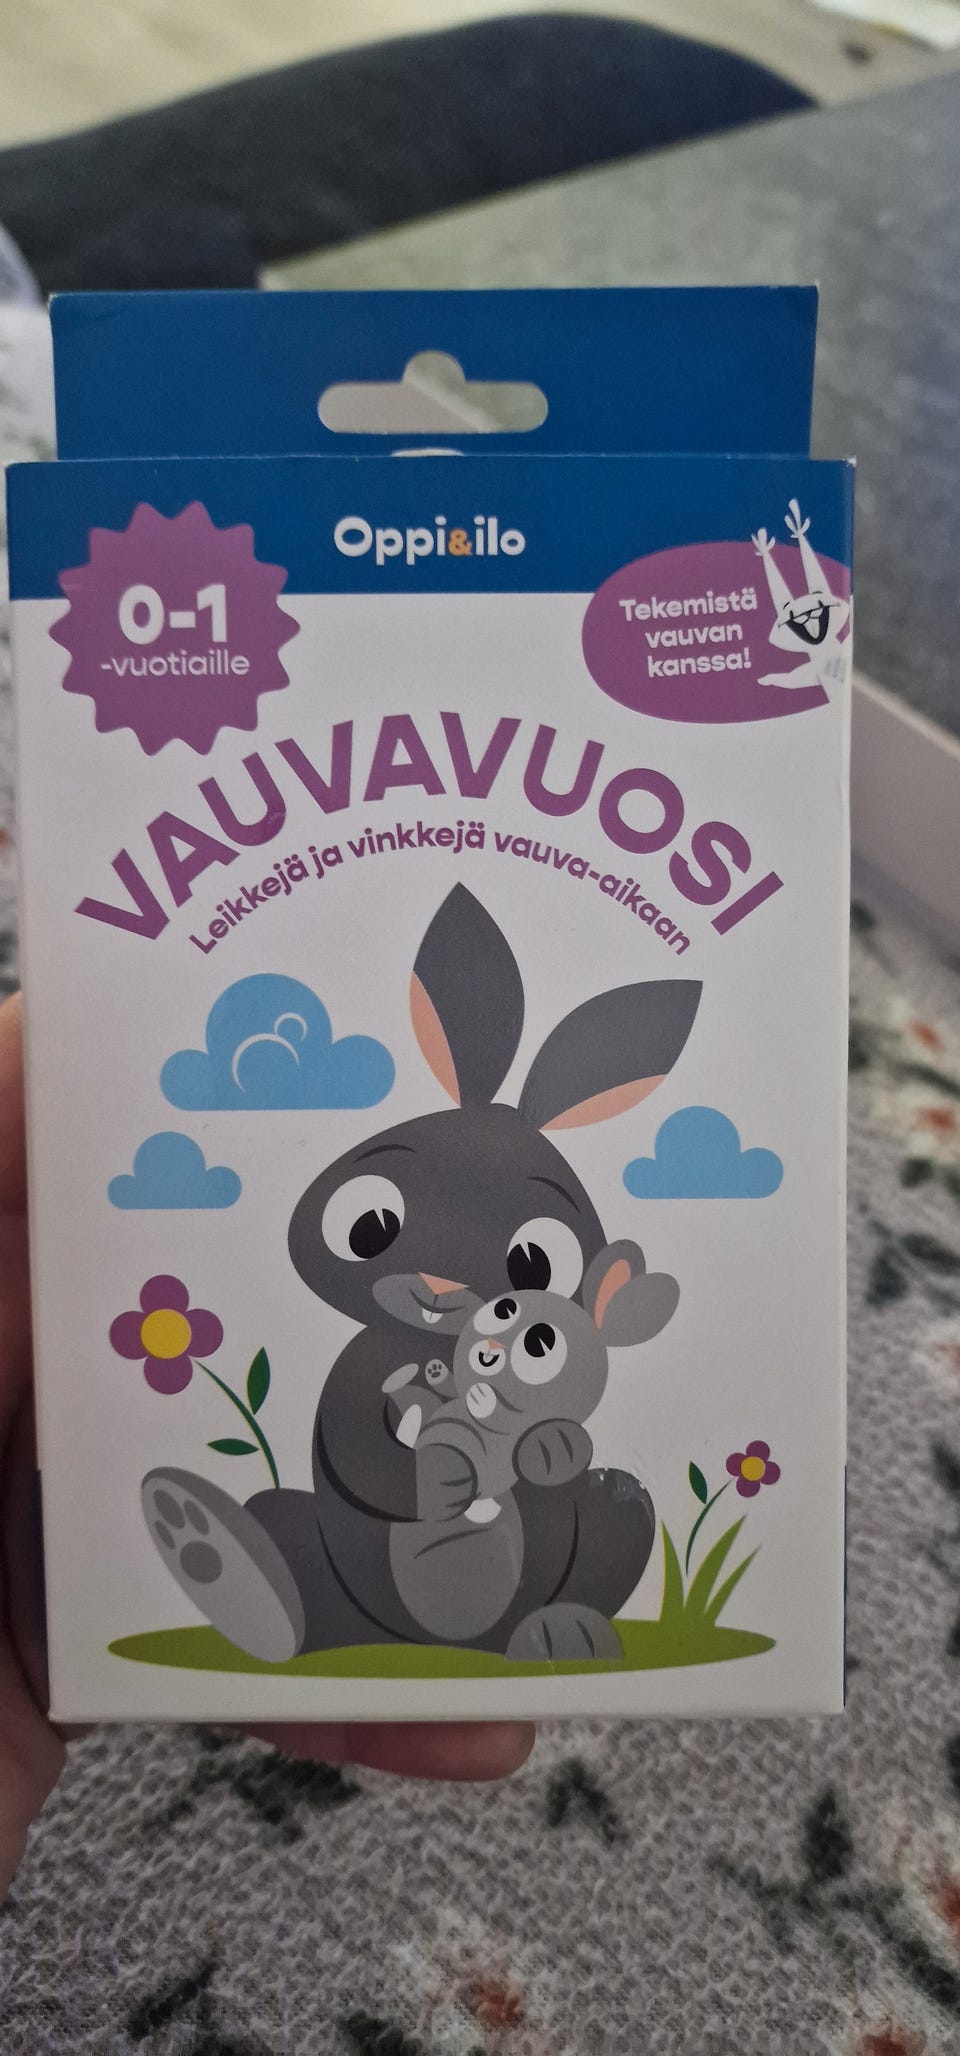 Oppi&ilo
0-1
-vuotiaille
Tekemistä
vauvan
kanssa!
VAUVAVUOSI
Leikkejä ja vinkkejä vauva-aikaan